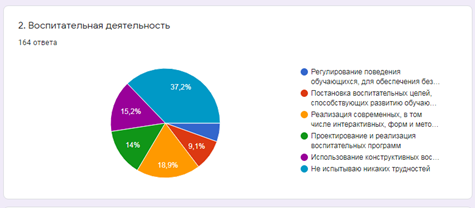 2. Воспитательная деятельность
164 ответа
37,2%
15,2%
14%
18,9%
9,1%
Регулирование поведения
обучающихся, для обеспечения без…
Постановка воспитательных целей,
способствующих развитию обучаю…
Реализация современных, в том
числе интерактивных, форм и мето…
Проектирование и реализация
воспитательных программ
Использование конструктивных вос…
Не испытываю никаких трудностей